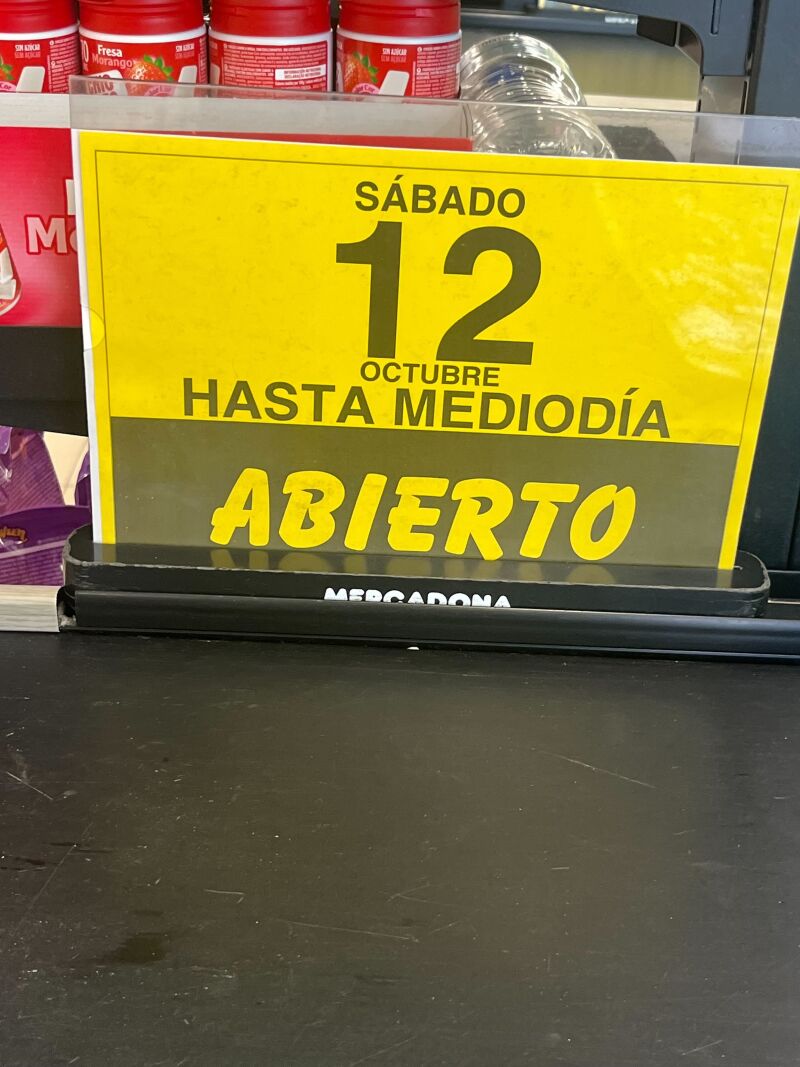 Fresa
Morango
SIN AZÚCAR
SÁBADO
12
OCTUBRE
HASTA MEDIODÍA
ABIERTO
MERCADONA